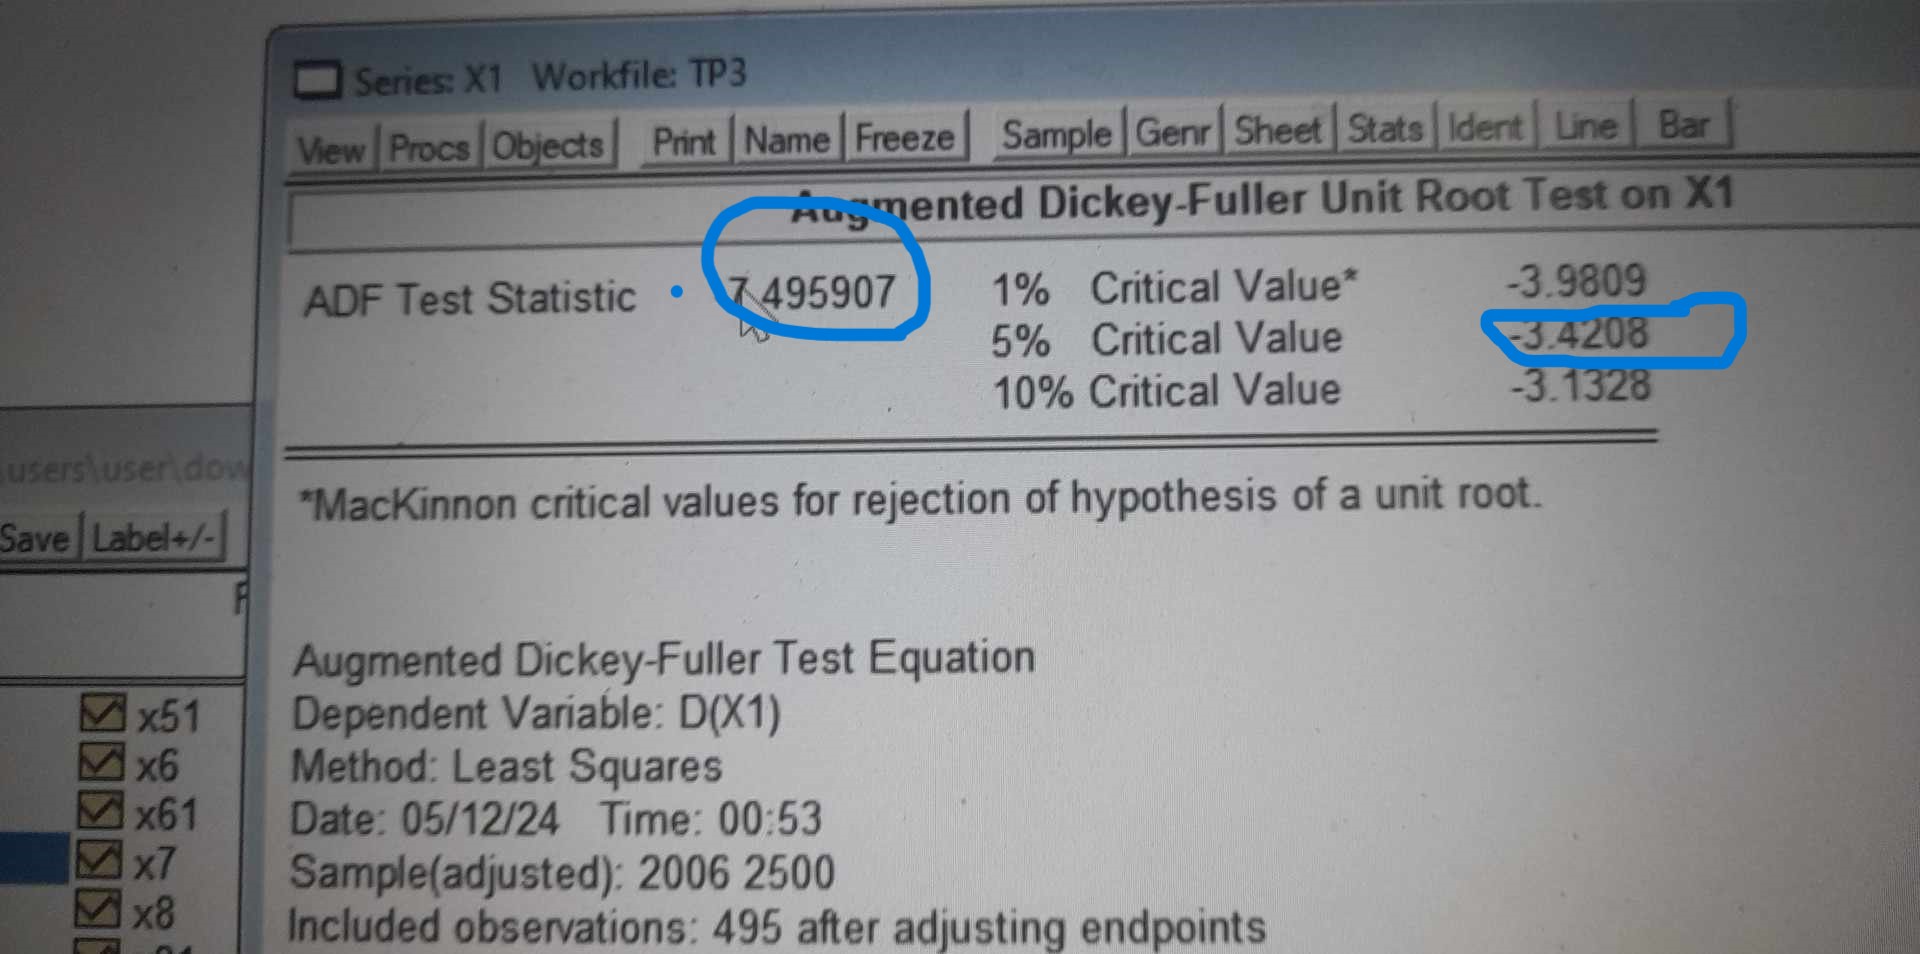 Series: X1 Workfile: TP3
View Procs Objects Print Name Freeze Sample Genr Sheet Stats Ident Line Bar
Augmented Dickey-Fuller Unit Root Test on X1
ADF Test Statistic 7.495907 1% Critical Value* -3.9809
5% Critical Value -3.4208
10% Critical Value -3.1328
*MacKinnon critical values for rejection of hypothesis of a unit root.
Augmented Dickey-Fuller Test Equation
Dependent Variable: D(X1)
Method: Least Squares
Date: 05/12/24 Time: 00:53
Sample(adjusted): 2006 2500
Included observations: 495 after adjusting endpoints
users\user\dow
Save Label+/-
F
x51
x6
x61
x7
x8